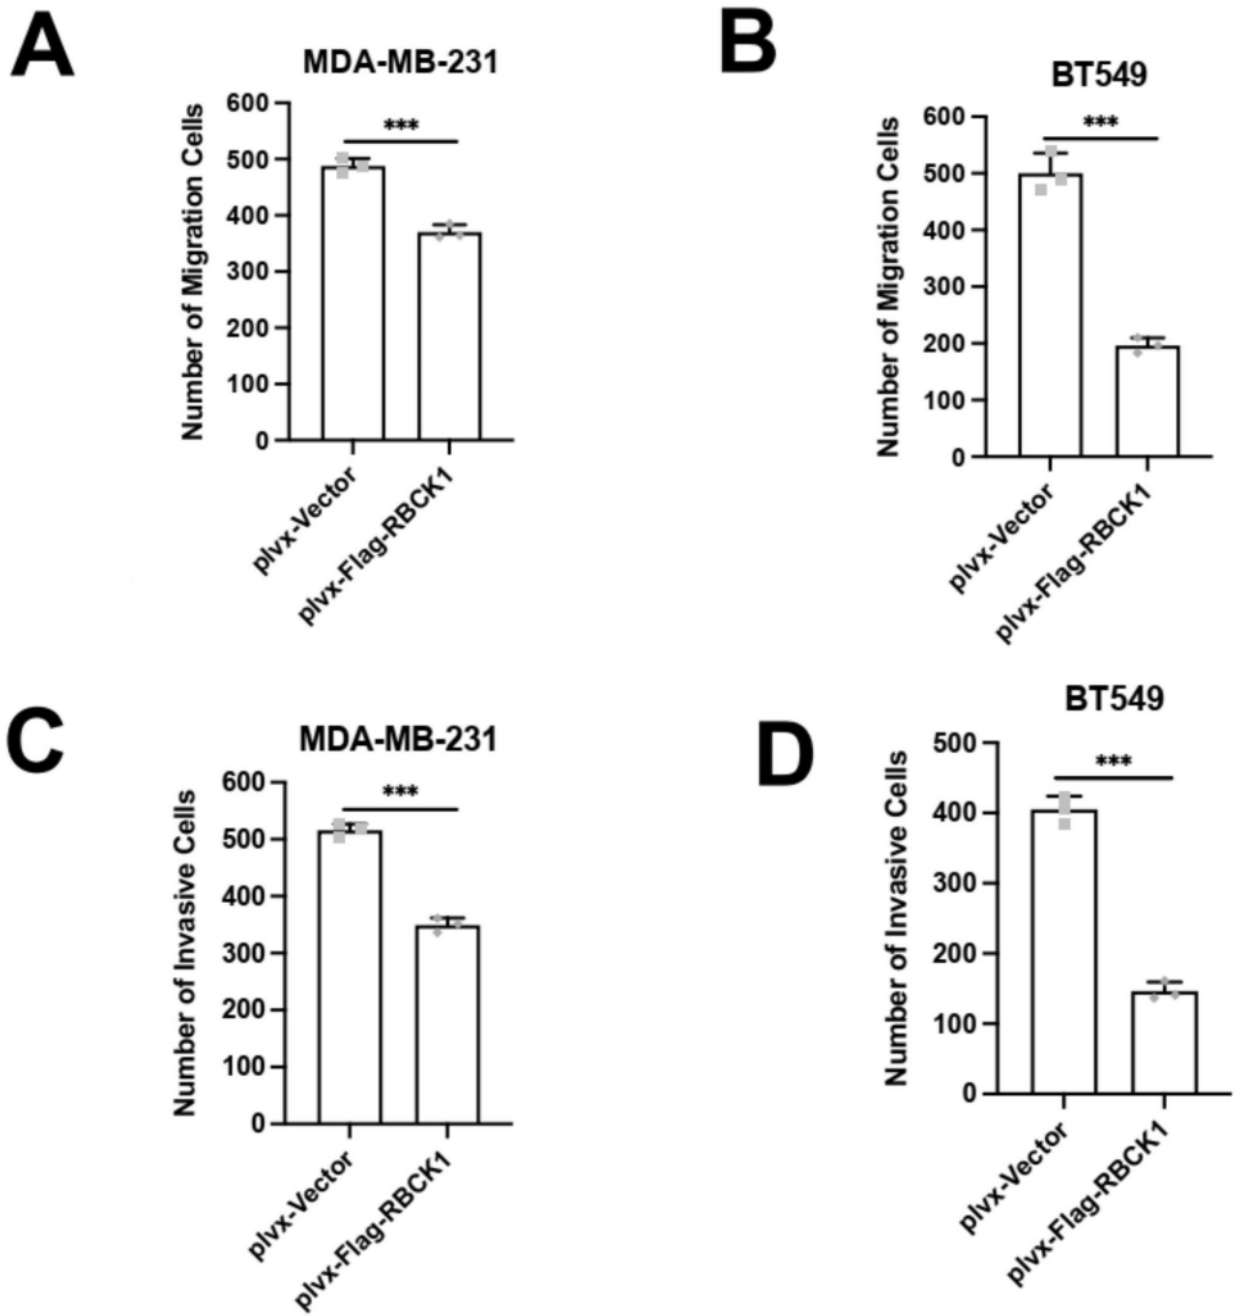 A
MDA-MB-231
Number of Migration Cells
600
500
400
300
200
100
0
***
plvx-Vector
plvx-Flag-RBCK1
B
BT549
Number of Migration Cells
600
500
400
300
200
100
0
***
plvx-Vector
plvx-Flag-RBCK1
C
MDA-MB-231
Number of Invasive Cells
600
500
400
300
200
100
0
***
plvx-Vector
plvx-Flag-RBCK1
D
BT549
Number of Invasive Cells
500
400
300
200
100
0
***
plvx-Vector
plvx-Flag-RBCK1